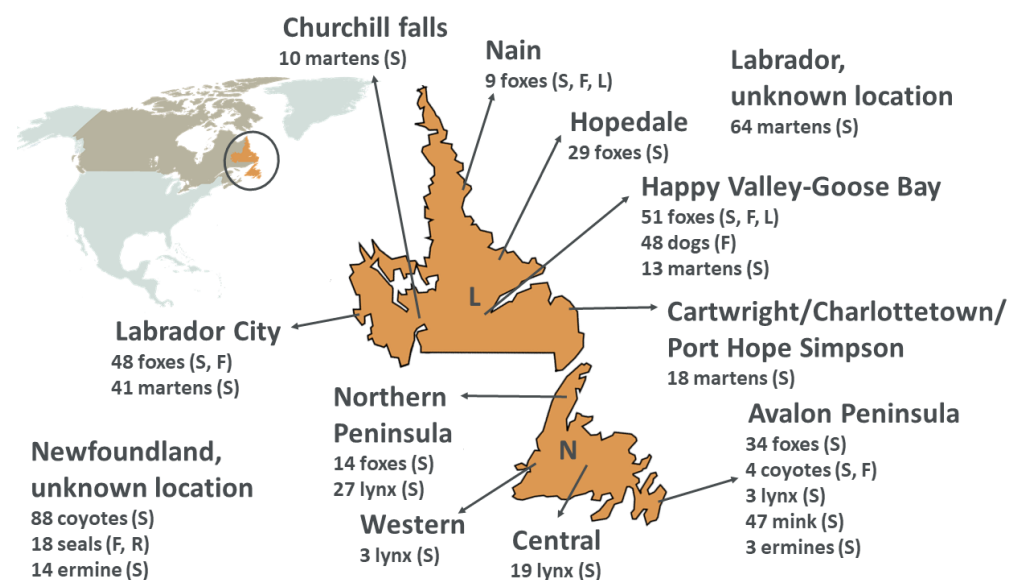 Churchill falls
10 martens (S)
Nain
9 foxes (S, F, L)
Labrador,
unknown location
64 martens (S)
Hopedale
29 foxes (S)
Happy Valley-Goose Bay
51 foxes (S, F, L)
48 dogs (F)
13 martens (S)
L
Cartwright/Charlottetown/
Port Hope Simpson
18 martens (S)
Labrador City
48 foxes (S, F)
41 martens (S)
Northern
Peninsula
14 foxes (S)
27 lynx (S)
N
Avalon Peninsula
34 foxes (S)
4 coyotes (S, F)
3 lynx (S)
47 mink (S)
3 ermines (S)
Newfoundland,
unknown location
88 coyotes (S)
18 seals (F, R)
14 ermine (S)
Western
3 lynx (S)
Central
19 lynx (S)